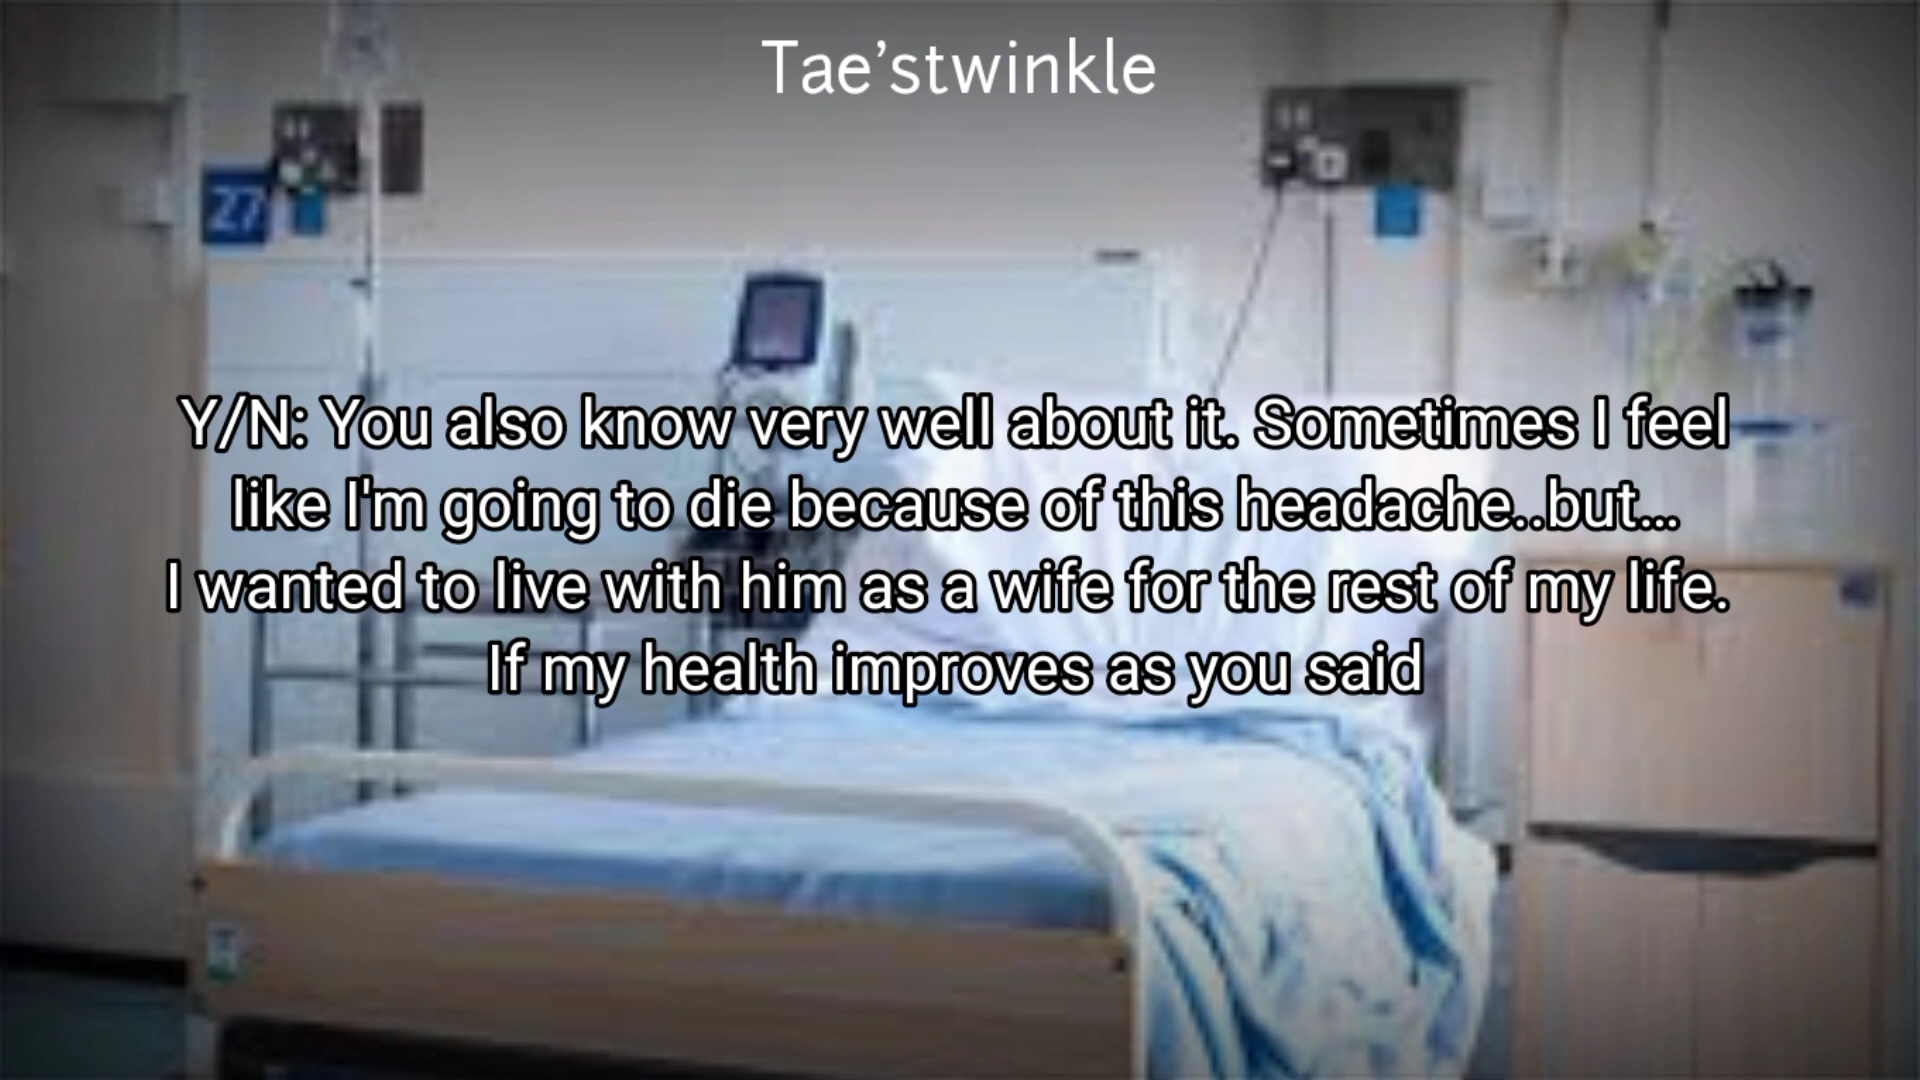 Tae’stwinkle
27
Y/N: You also know very well about it. Sometimes I feel
like I'm going to die because of this headache..but...
I wanted to live with him as a wife for the rest of my life.
If my health improves as you said